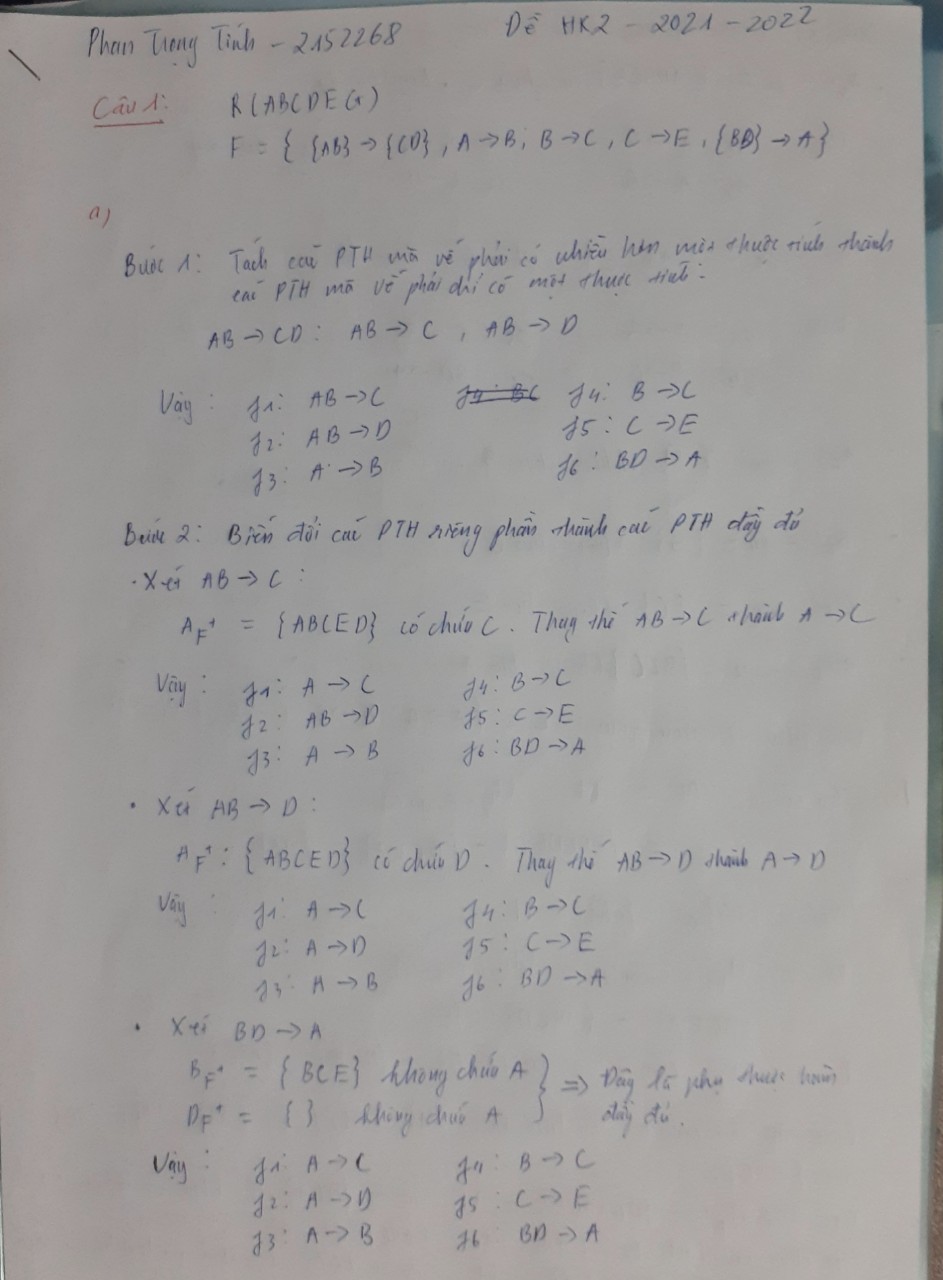 Phan Trọng Tính - 2152268 Đề HK2 - 2021 - 2022
Câu 1: R(ABCDEG)
F = { {AB} → {CD} , A → B, B → C , C → E , {BD} → A }
a)
Bước 1: Tách các PTH mà vế phải có nhiều hơn một thuộc tính thành
các PTH mà vế phải chỉ có một thuộc tính:
AB → CD : AB → C , AB → D
Vậy : f1: AB → C f4: BC f4: B → C
f2: AB → D f5: C → E
f3: A → B f6: BD → A
Bước 2: Biến đổi các PTH riêng phần thành các PTH đầy đủ
. Xét AB → C :
A_F⁺ = {ABCED} có chứa C . Thay thế AB → C thành A → C
Vậy : f1: A → C f4: B → C
f2: AB → D f5: C → E
f3: A → B f6: BD → A
• Xét AB → D :
A_F⁺ : {ABCED} có chứa D . Thay thế AB → D thành A → D
Vậy : f1: A → C f4: B → C
f2: A → D f5: C → E
f3: A → B f6: BD → A
• Xét BD → A
B_F⁺ = { BCE } không chứa A } ⇒ Đây là phụ thuộc hàm
D_F⁺ = { } không chứa A đầy đủ.
Vậy : f1: A → C f4: B → C
f2: A → D f5: C → E
f3: A → B f6 BD → A